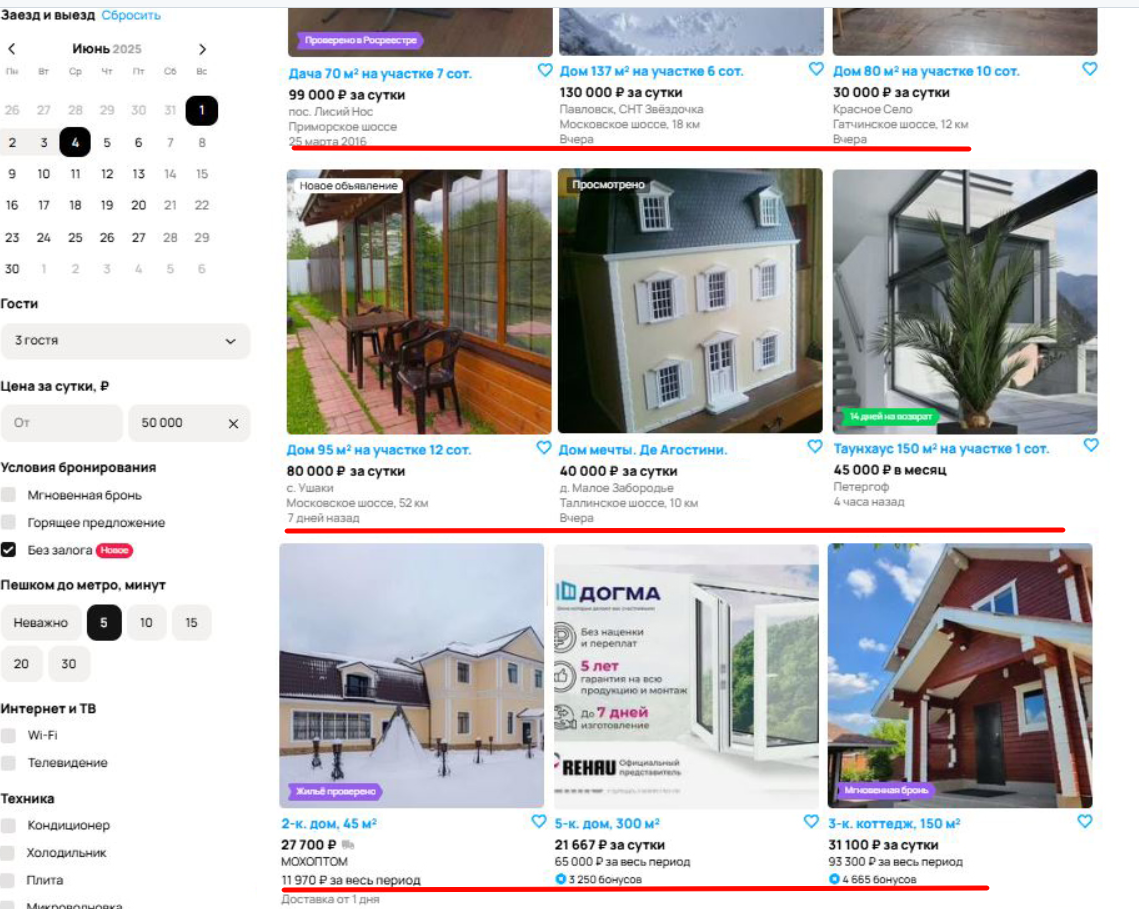 Заезд и выезд Сбросить
Июнь 2025
Пн Вт Ср Чт Пт Сб Вс
26 27 28 29 30 31 1
2 3 4 5 6 7 8
9 10 11 12 13 14 15
16 17 18 19 20 21 22
23 24 25 26 27 28 29
30 1 2 3 4 5 6
Гости
3 гостя
Цена за сутки, ₽
От 50 000
Условия бронирования
Мгновенная бронь
Горящее предложение
Без залога Новое
Пешком до метро, минут
Неважно 5 10 15
20 30
Интернет и ТВ
Wi-Fi
Телевидение
Техника
Кондиционер
Холодильник
Плита
Микроволновка
Проверено в Росреестре
Дача 70 м² на участке 7 сот.
99 000 ₽ за сутки
пос. Лисий Нос
Приморское шоссе
25 марта 2016
Дом 137 м² на участке 6 сот.
130 000 ₽ за сутки
Павловск, СНТ Звёздочка
Московское шоссе, 18 км
Вчера
Дом 80 м² на участке 10 сот.
30 000 ₽ за сутки
Красное Село
Гатчинское шоссе, 12 км
Вчера
Новое объявление
Дом 95 м² на участке 12 сот.
80 000 ₽ за сутки
с. Ушаки
Московское шоссе, 52 км
7 дней назад
Просмотрено
Дом мечты. Де Агостини.
40 000 ₽ за сутки
д. Малое Забородье
Таллинское шоссе, 10 км
Вчера
14 дней на возврат
Таунхаус 150 м² на участке 1 сот.
45 000 ₽ в месяц
Петергоф
4 часа назад
Жильё проверено
2-к. дом, 45 м²
27 700 ₽
МОХОПТОМ
11 970 ₽ за весь период
Доставка от 1 дня
ДОГМА
Без наценки
и переплат
5 лет
гарантия на всю
продукцию и монтаж
До 7 дней
изготовление
REHAU Официальный
представитель
5-к. дом, 300 м²
21 667 ₽ за сутки
65 000 ₽ за весь период
3 250 бонусов
Мгновенная бронь
3-к. коттедж, 150 м²
31 100 ₽ за сутки
93 300 ₽ за весь период
4 665 бонусов